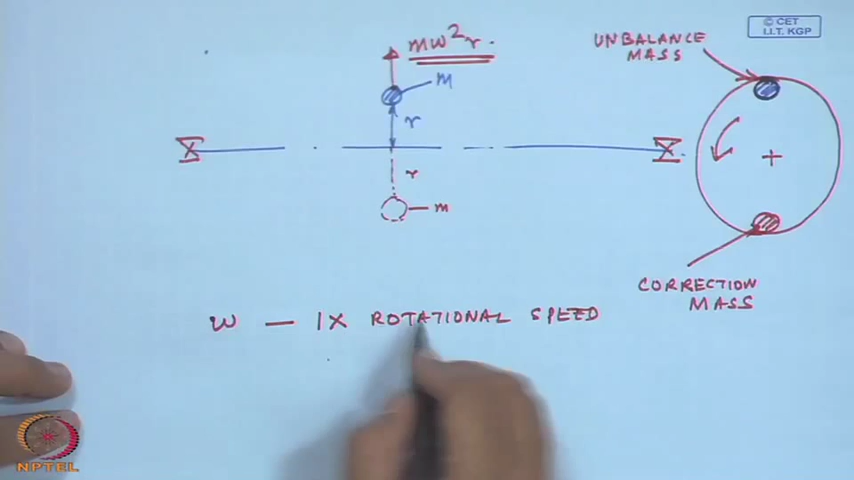 © CET
I.I.T. KGP
mω²r.
UNBALANCE
MASS
m
r
r
m
CORRECTION
MASS
ω — 1X ROTATIONAL SPEED
NPTEL